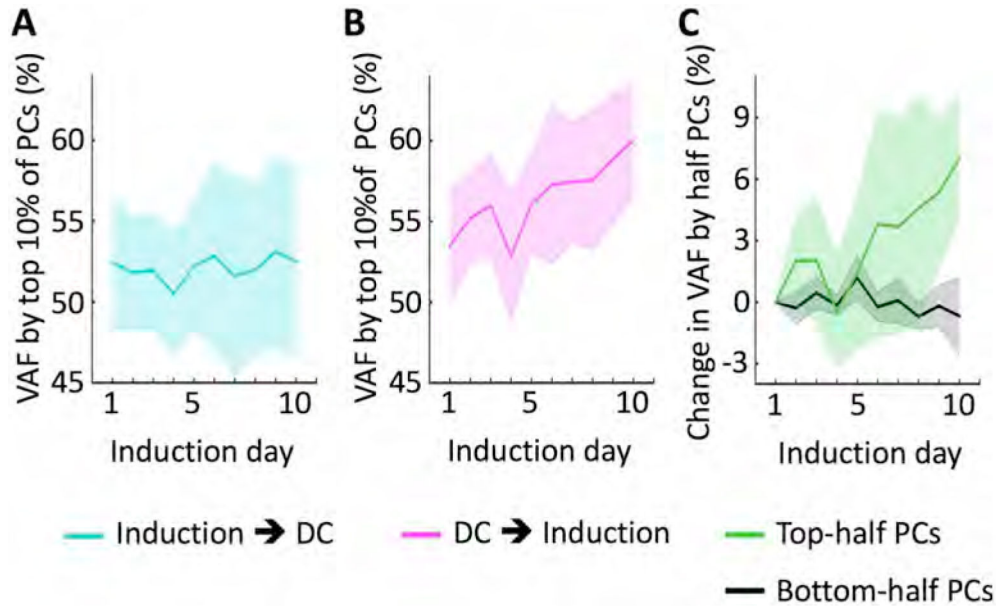 A
VAF by top 10% of PCs (%)
60
55
50
45
1
5
10
Induction day
B
VAF by top 10%of PCs (%)
60
55
50
45
1
5
10
Induction day
C
Change in VAF by half PCs (%)
9
6
3
0
-3
1
5
10
Induction day
Induction ➔ DC
DC ➔ Induction
Top-half PCs
Bottom-half PCs